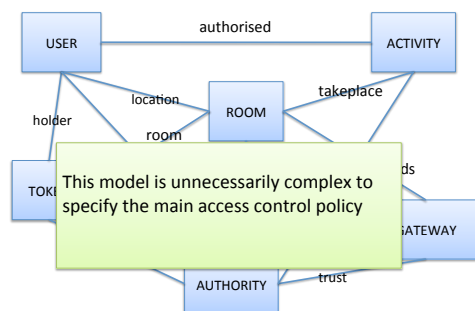 authorised
USER
ACTIVITY
location
takeplace
ROOM
holder
room
This model is unnecessarily complex to
specify the main access control policy
AUTHORITY
trust